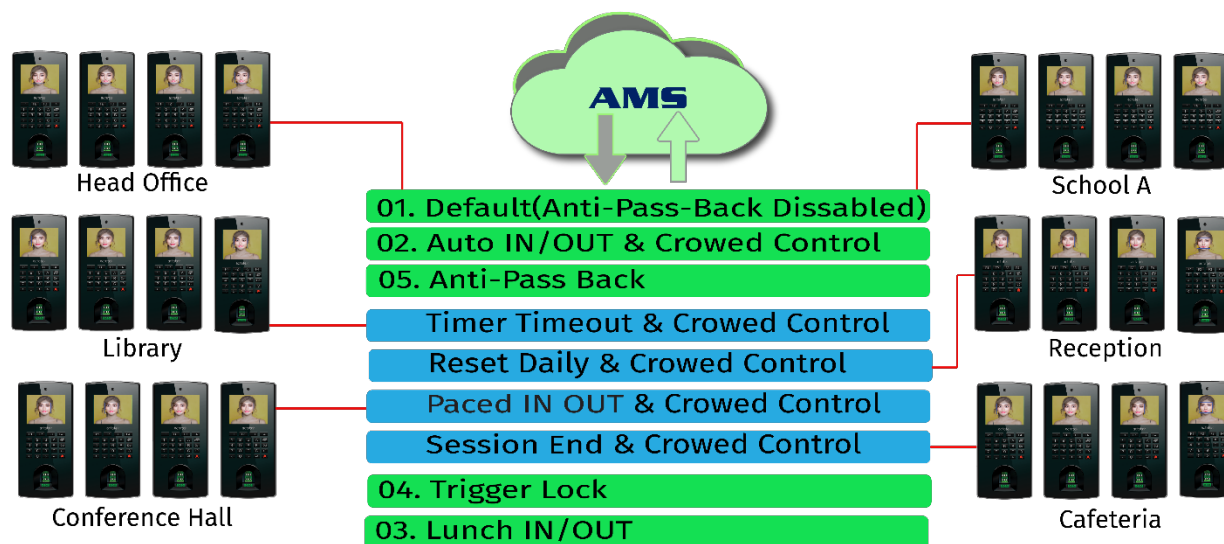 AMS
Head Office
School A
01. Default(Anti-Pass-Back Dissabled)
02. Auto IN/OUT & Crowed Control
05. Anti-Pass Back
Library
Timer Timeout & Crowed Control
Reset Daily & Crowed Control
Reception
Paced IN OUT & Crowed Control
Session End & Crowed Control
Conference Hall
04. Trigger Lock
03. Lunch IN/OUT
Cafeteria